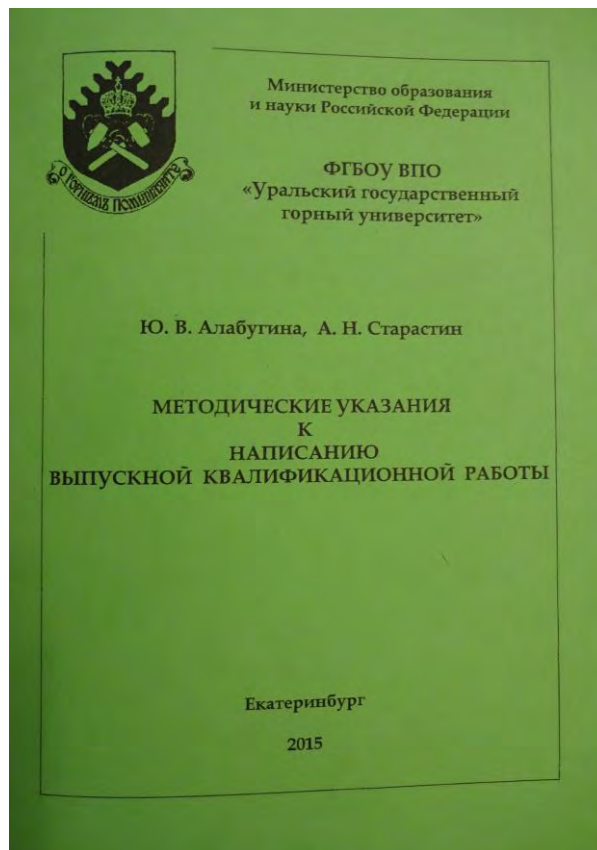 Министерство образования
и науки Российской Федерации
ФГБОУ ВПО
«Уральский государственный
горный университет»
Ю. В. Алабугина, А. Н. Старастин
МЕТОДИЧЕСКИЕ УКАЗАНИЯ
К
НАПИСАНИЮ
ВЫПУСКНОЙ КВАЛИФИКАЦИОННОЙ РАБОТЫ
Екатеринбург
2015